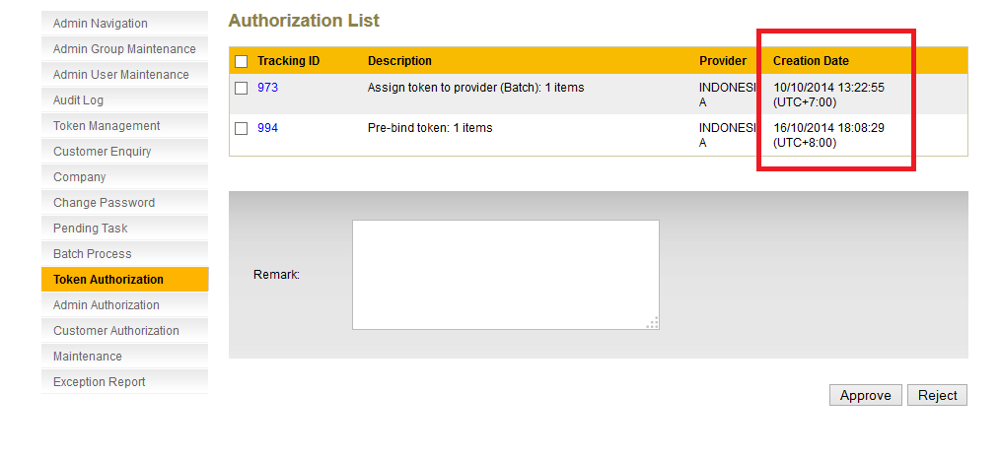 Admin Navigation
Admin Group Maintenance
Admin User Maintenance
Audit Log
Token Management
Customer Enquiry
Company
Change Password
Pending Task
Batch Process
Token Authorization
Admin Authorization
Customer Authorization
Maintenance
Exception Report
Authorization List
Tracking ID Description Provider Creation Date
973 Assign token to provider (Batch): 1 items INDONESI 10/10/2014 13:22:55
A (UTC+7:00)
994 Pre-bind token: 1 items INDONESI 16/10/2014 18:08:29
A (UTC+8:00)
Remark:
Approve Reject